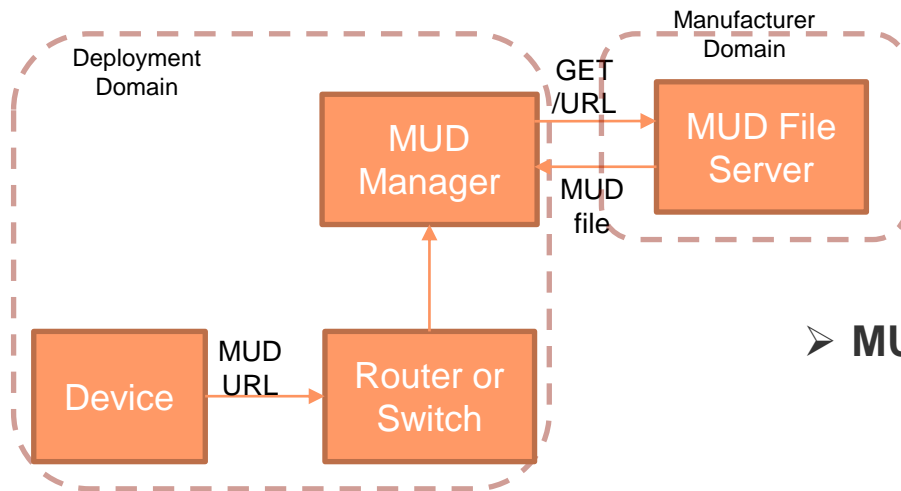 Manufacturer
Domain
Deployment
Domain
GET
/URL
MUD
Manager
MUD File
Server
MUD
file
MUD
URL
Device
Router or
Switch
➢